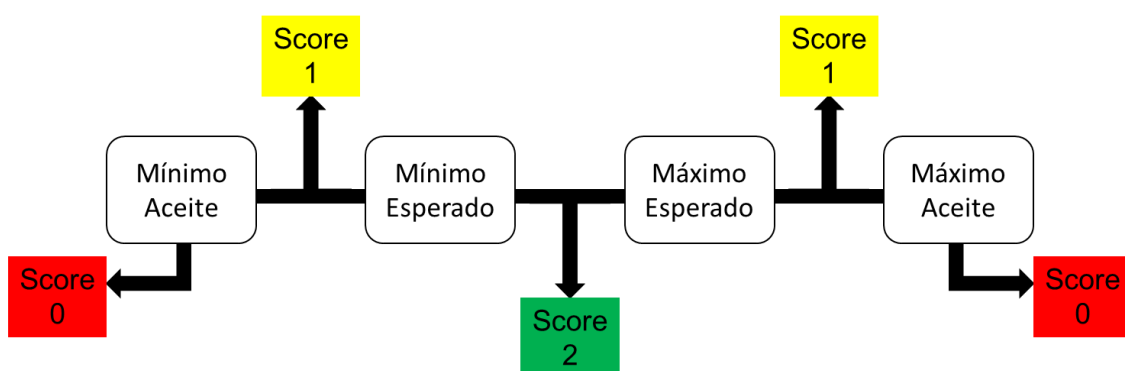 Score
1
Score
1
Mínimo
Aceite
Mínimo
Esperado
Máximo
Esperado
Máximo
Aceite
Score
0
Score
2
Score
0